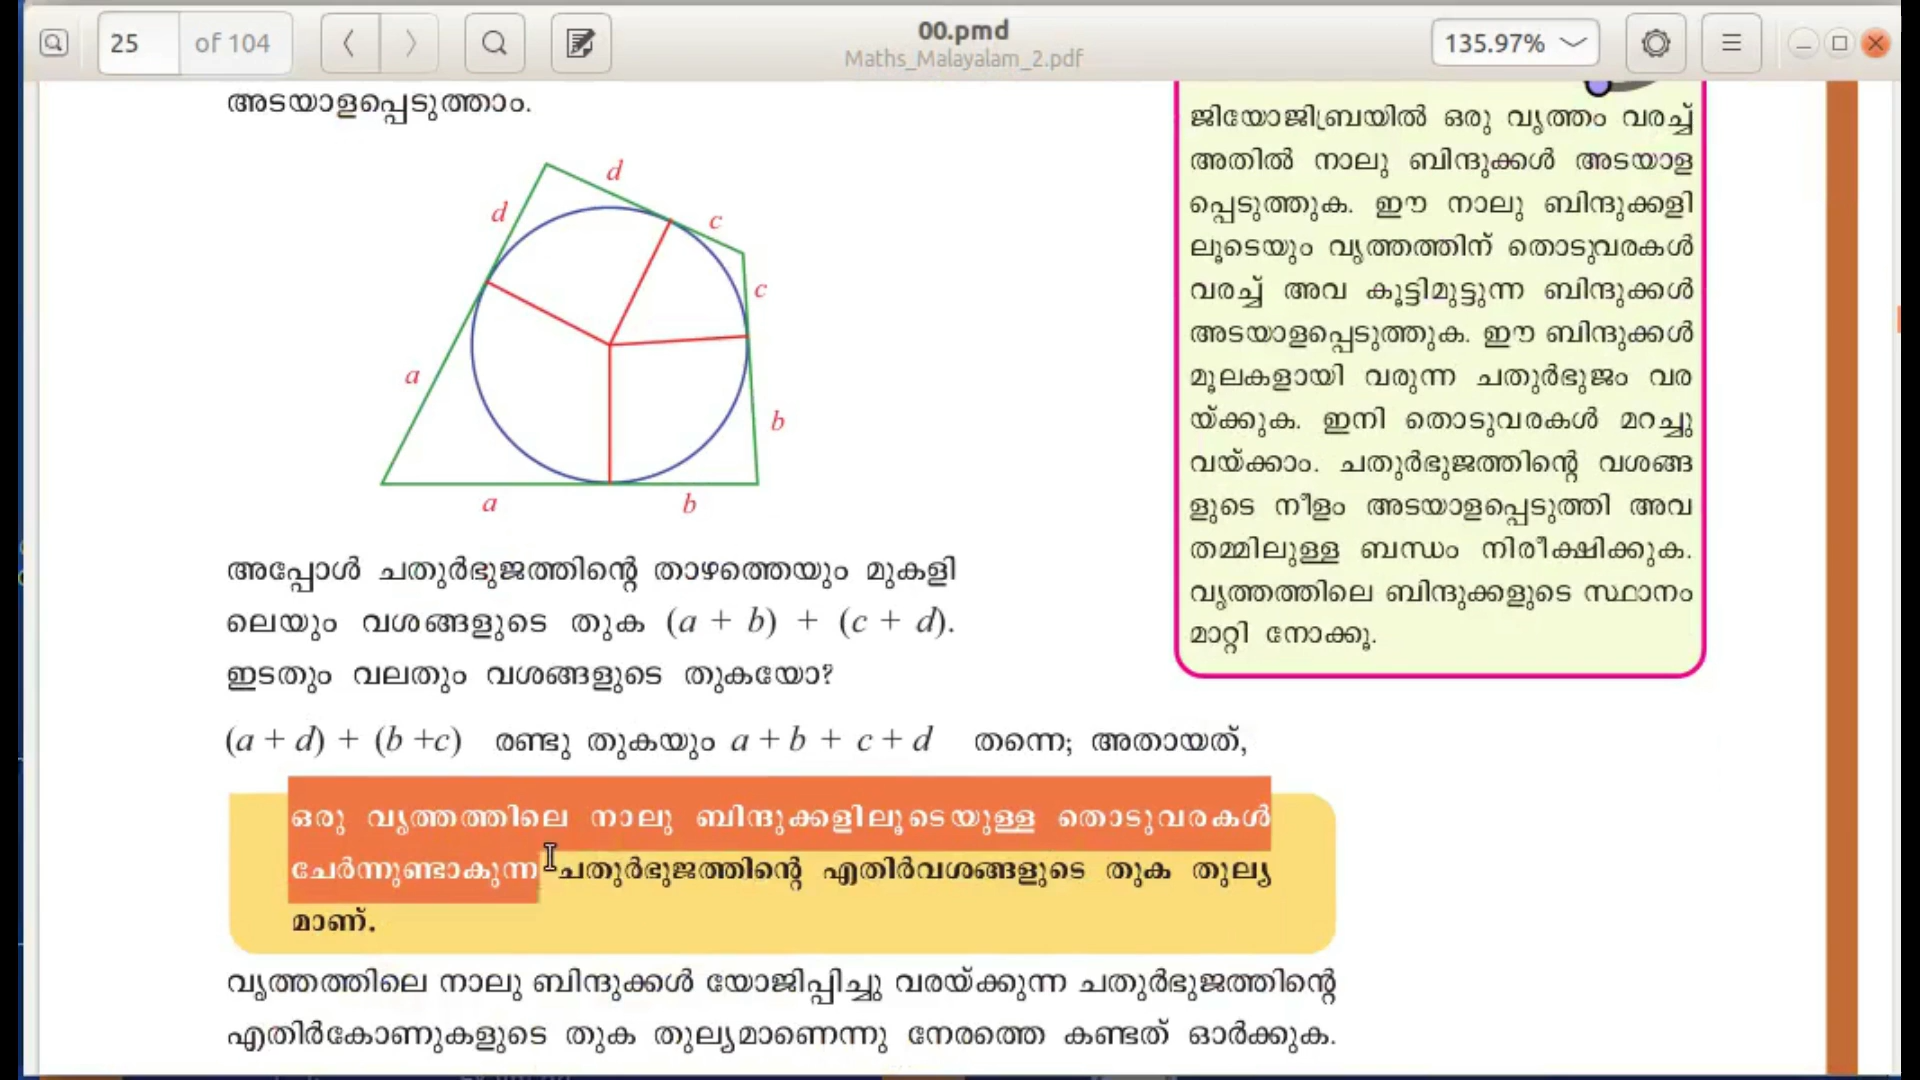 25
of 104
00.pmd
Maths_Malayalam_2.pdf
135.97%
അടയാളപ്പെടുത്താം.
d
d
c
c
a
b
a
b
അപ്പോൾ ചതുർഭുജത്തിന്റെ താഴത്തെയും മുകളി
ലെയും വശങ്ങളുടെ തുക (a + b) + (c + d).
ഇടതും വലതും വശങ്ങളുടെ തുകയോ?
(a + d) + (b +c) രണ്ടു തുകയും a + b + c + d തന്നെ; അതായത്,
ഒരു വൃത്തത്തിലെ നാലു ബിന്ദുക്കളിലൂടെയുള്ള തൊടുവരകൾ
ചേർന്നുണ്ടാകുന്ന ചതുർഭുജത്തിന്റെ എതിർവശങ്ങളുടെ തുക തുല്യ
മാണ്.
വൃത്തത്തിലെ നാലു ബിന്ദുക്കൾ യോജിപ്പിച്ചു വരയ്ക്കുന്ന ചതുർഭുജത്തിന്റെ
എതിർകോണുകളുടെ തുക തുല്യമാണെന്നു നേരത്തെ കണ്ടത് ഓർക്കുക.
ജിയോജിബ്രയിൽ ഒരു വൃത്തം വരച്ച്
അതിൽ നാലു ബിന്ദുക്കൾ അടയാള
പ്പെടുത്തുക. ഈ നാലു ബിന്ദുക്കളി
ലൂടെയും വൃത്തത്തിന് തൊടുവരകൾ
വരച്ച് അവ കൂട്ടിമുട്ടുന്ന ബിന്ദുക്കൾ
അടയാളപ്പെടുത്തുക. ഈ ബിന്ദുക്കൾ
മൂലകളായി വരുന്ന ചതുർഭുജം വര
യ്ക്കുക. ഇനി തൊടുവരകൾ മറച്ചു
വയ്ക്കാം. ചതുർഭുജത്തിന്റെ വശങ്ങ
ളുടെ നീളം അടയാളപ്പെടുത്തി അവ
തമ്മിലുള്ള ബന്ധം നിരീക്ഷിക്കുക.
വൃത്തത്തിലെ ബിന്ദുക്കളുടെ സ്ഥാനം
മാറ്റി നോക്കൂ.